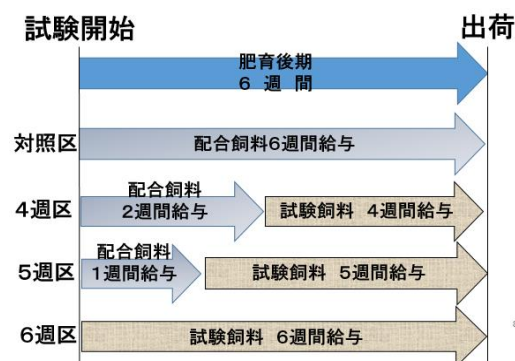 試験開始
出荷
肥育後期
6 週 間
対照区
配合飼料6週間給与
4週区
配合飼料
2週間給与
試験飼料 4週間給与
5週区
配合飼料
1週間給与
試験飼料 5週間給与
6週区
試験飼料 6週間給与